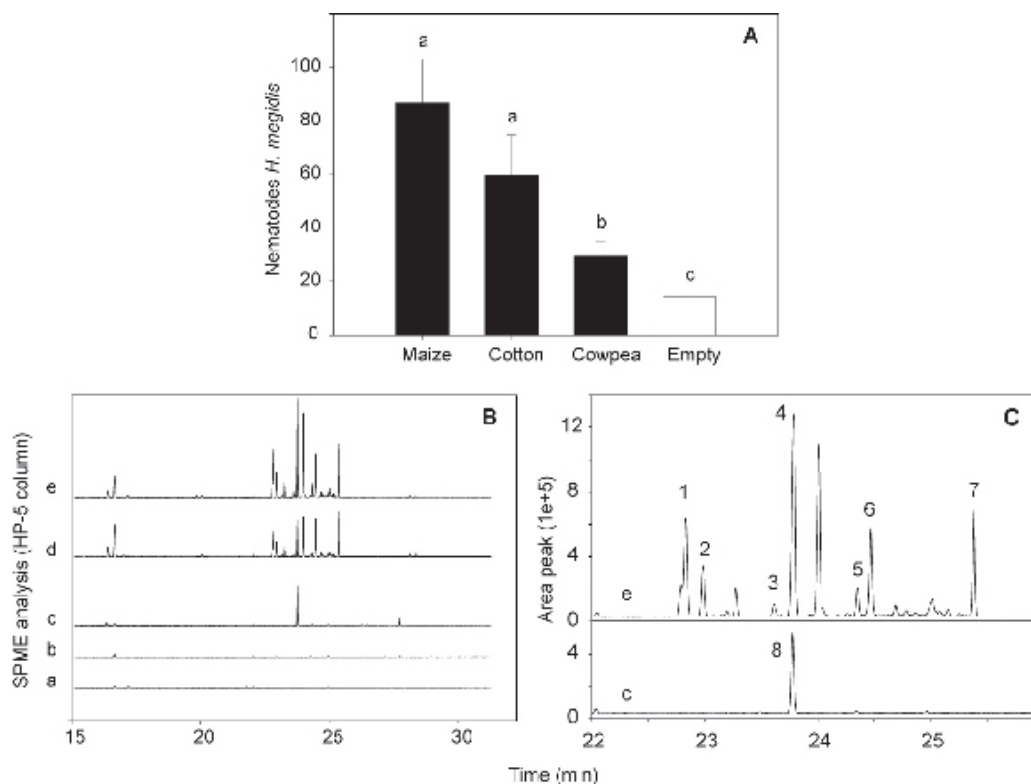 A
Nematodes H. megidis
100
80
60
40
20
0
a
a
b
c
Maize Cotton Cowpea Empty
B
SPME analysis (HP-5 column)
e
d
c
b
a
15 20 25 30
C
Area peak (1e+5)
12
8
4
0
4
0
1
2
3
4
5
6
7
e
8
c
22 23 24 25
Time (min)